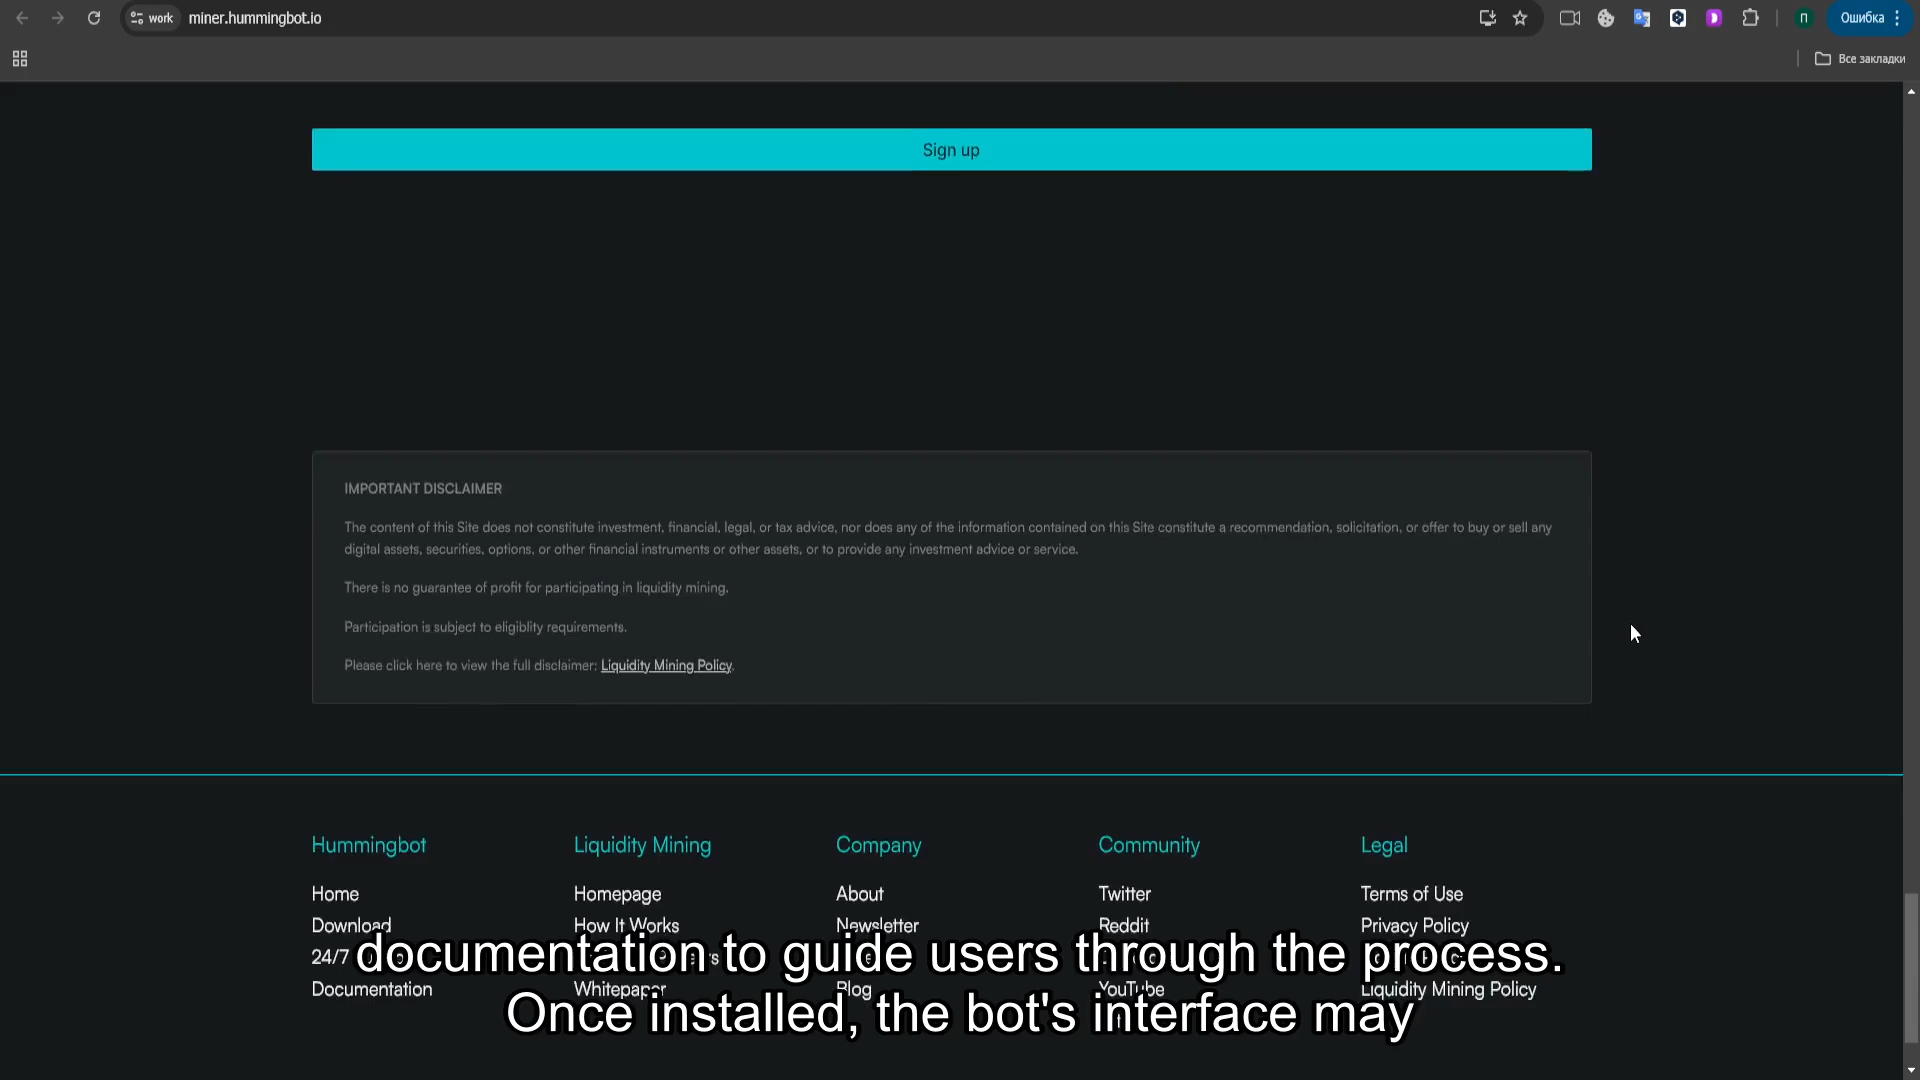 work miner.hummingbot.io П Ошибка
Все закладки
Sign up
IMPORTANT DISCLAIMER
The content of this Site does not constitute investment, financial, legal, or tax advice, nor does any of the information contained on this Site constitute a recommendation, solicitation, or offer to buy or sell any
digital assets, securities, options, or other financial instruments or other assets, or to provide any investment advice or service.
There is no guarantee of profit for participating in liquidity mining.
Participation is subject to eligiblity requirements.
Please click here to view the full disclaimer: Liquidity Mining Policy.
Hummingbot
Home
Download
24/7
Documentation
Liquidity Mining
Homepage
How It Works
Whitepaper
Company
About
Newsletter
Blog
Community
Twitter
Reddit
YouTube
Legal
Terms of Use
Privacy Policy
Liquidity Mining Policy
documentation to guide users through the process.
Once installed, the bot's interface may